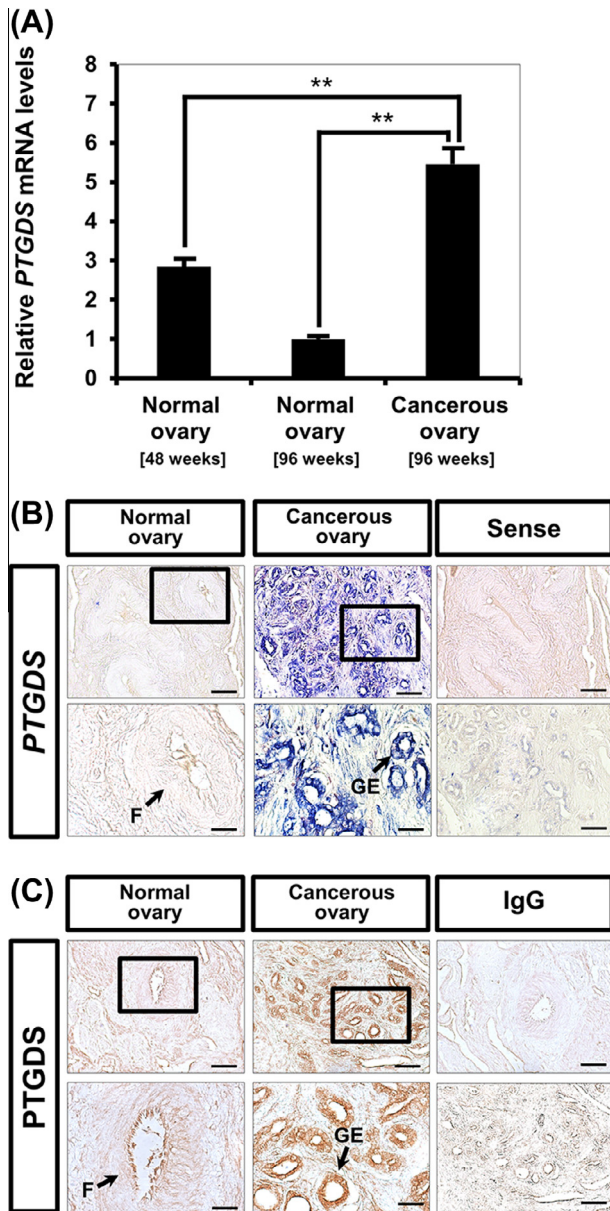 (A)
Relative PTGDS mRNA levels
8
7
6
5
4
3
2
1
0
**
**
Normal
ovary
[48 weeks]
Normal
ovary
[96 weeks]
Cancerous
ovary
[96 weeks]
(B)
Normal
ovary
Cancerous
ovary
Sense
PTGDS
F
GE
(C)
Normal
ovary
Cancerous
ovary
IgG
PTGDS
F
GE